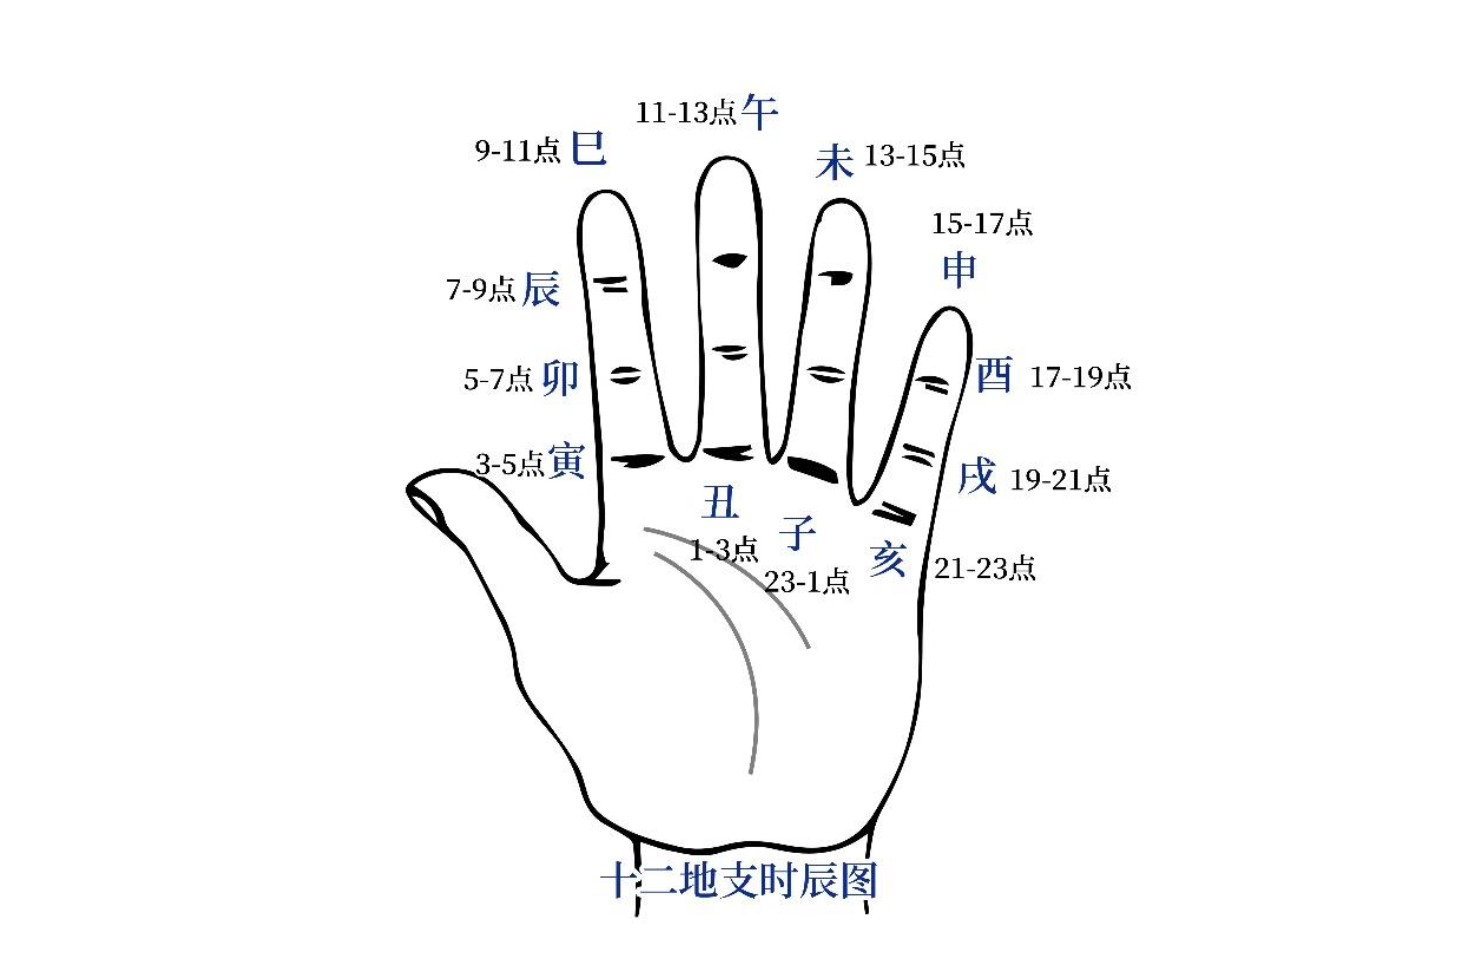 11-13点午
9-11点巳
未 13-15点
15-17点
申
7-9点辰
5-7点 卯
酉 17-19点
3-5点寅
戌 19-21点
丑
1-3点
子
23-1点
亥 21-23点
十二地支时辰图